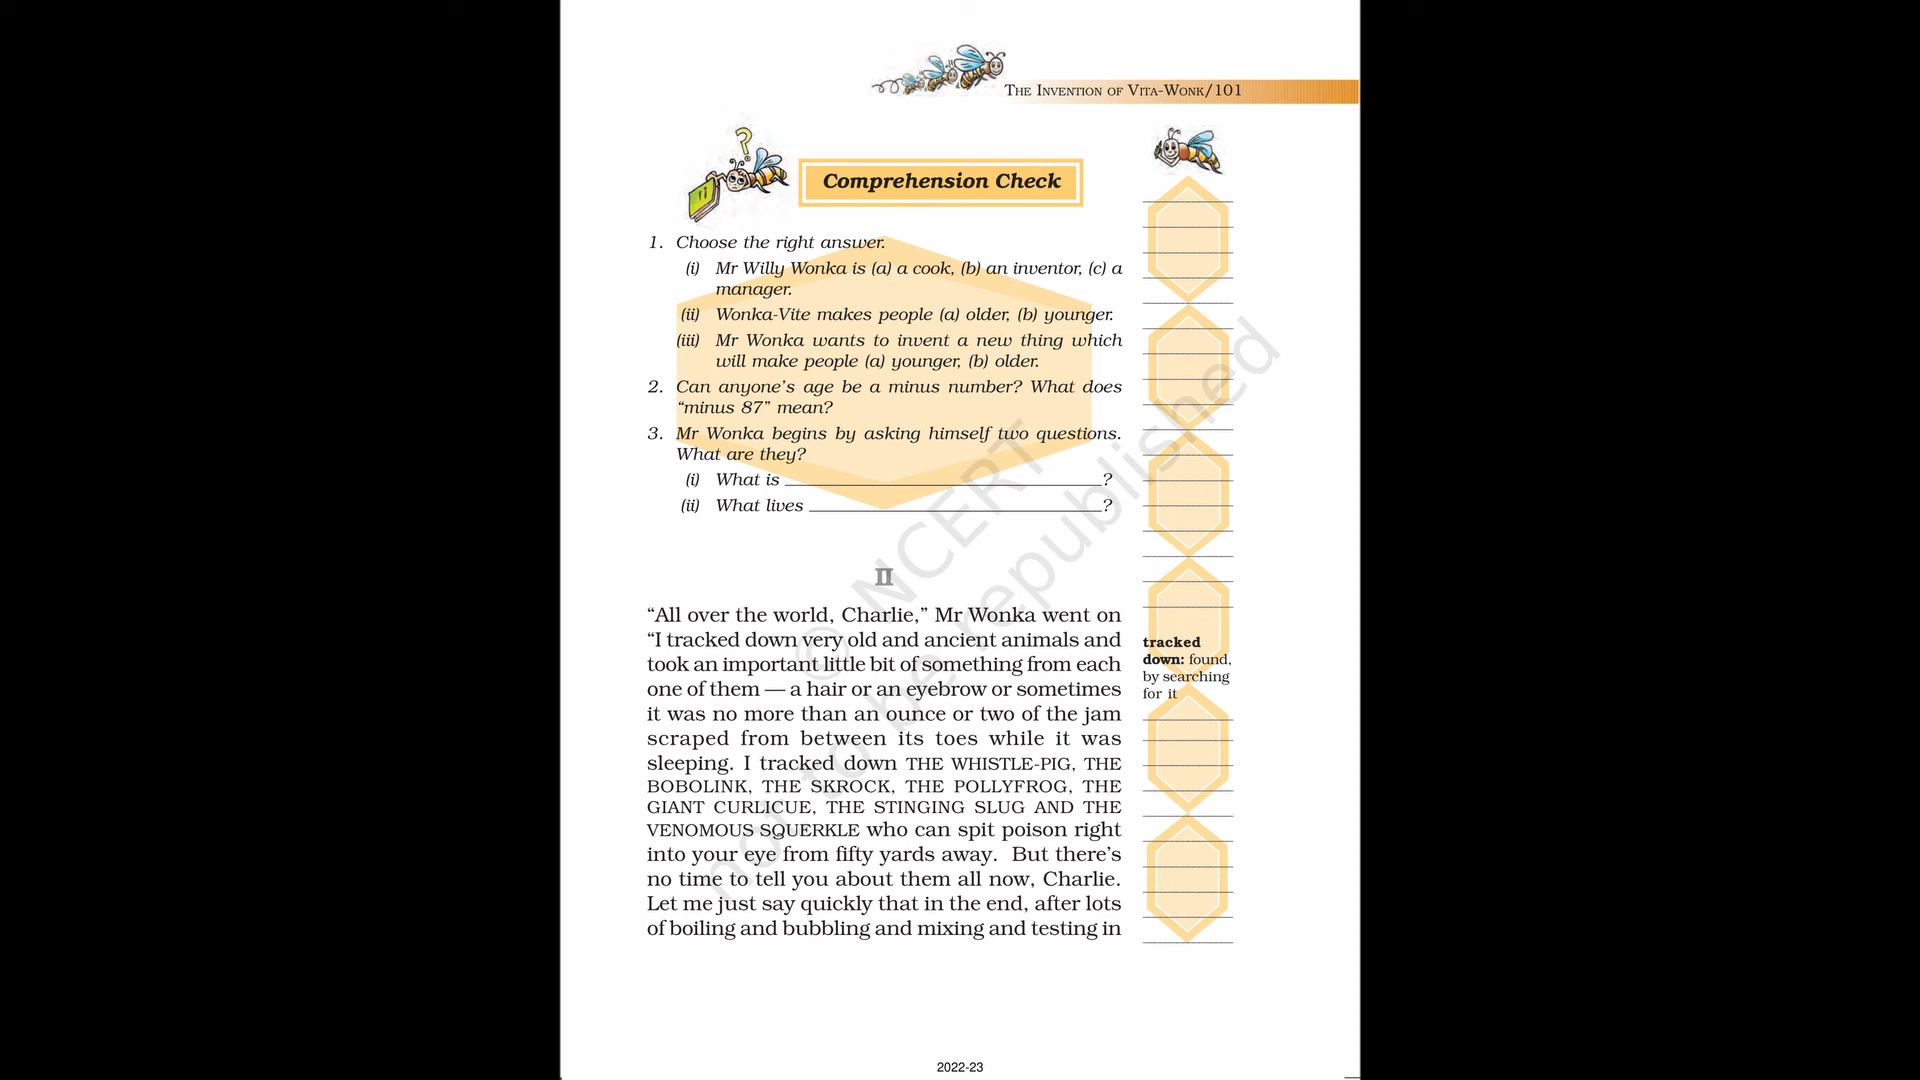 THE INVENTION OF VITA-WONK/101
?
Comprehension Check
1. Choose the right answer.
(i) Mr Willy Wonka is (a) a cook, (b) an inventor, (c) a
manager.
(ii) Wonka-Vite makes people (a) older, (b) younger.
(iii) Mr Wonka wants to invent a new thing which
will make people (a) younger, (b) older.
2. Can anyone's age be a minus number? What does
“minus 87” mean?
3. Mr Wonka begins by asking himself two questions.
What are they?
(i) What is ____________________?
(ii) What lives ____________________?
II
“All over the world, Charlie,” Mr Wonka went on
“I tracked down very old and ancient animals and
took an important little bit of something from each
one of them — a hair or an eyebrow or sometimes
it was no more than an ounce or two of the jam
scraped from between its toes while it was
sleeping. I tracked down THE WHISTLE-PIG, THE
BOBOLINK, THE SKROCK, THE POLLYFROG, THE
GIANT CURLICUE, THE STINGING SLUG AND THE
VENOMOUS SQUERKLE who can spit poison right
into your eye from fifty yards away. But there's
no time to tell you about them all now, Charlie.
Let me just say quickly that in the end, after lots
of boiling and bubbling and mixing and testing in
tracked
down: found,
by searching
for it
© NCERT
not to be republished
2022-23